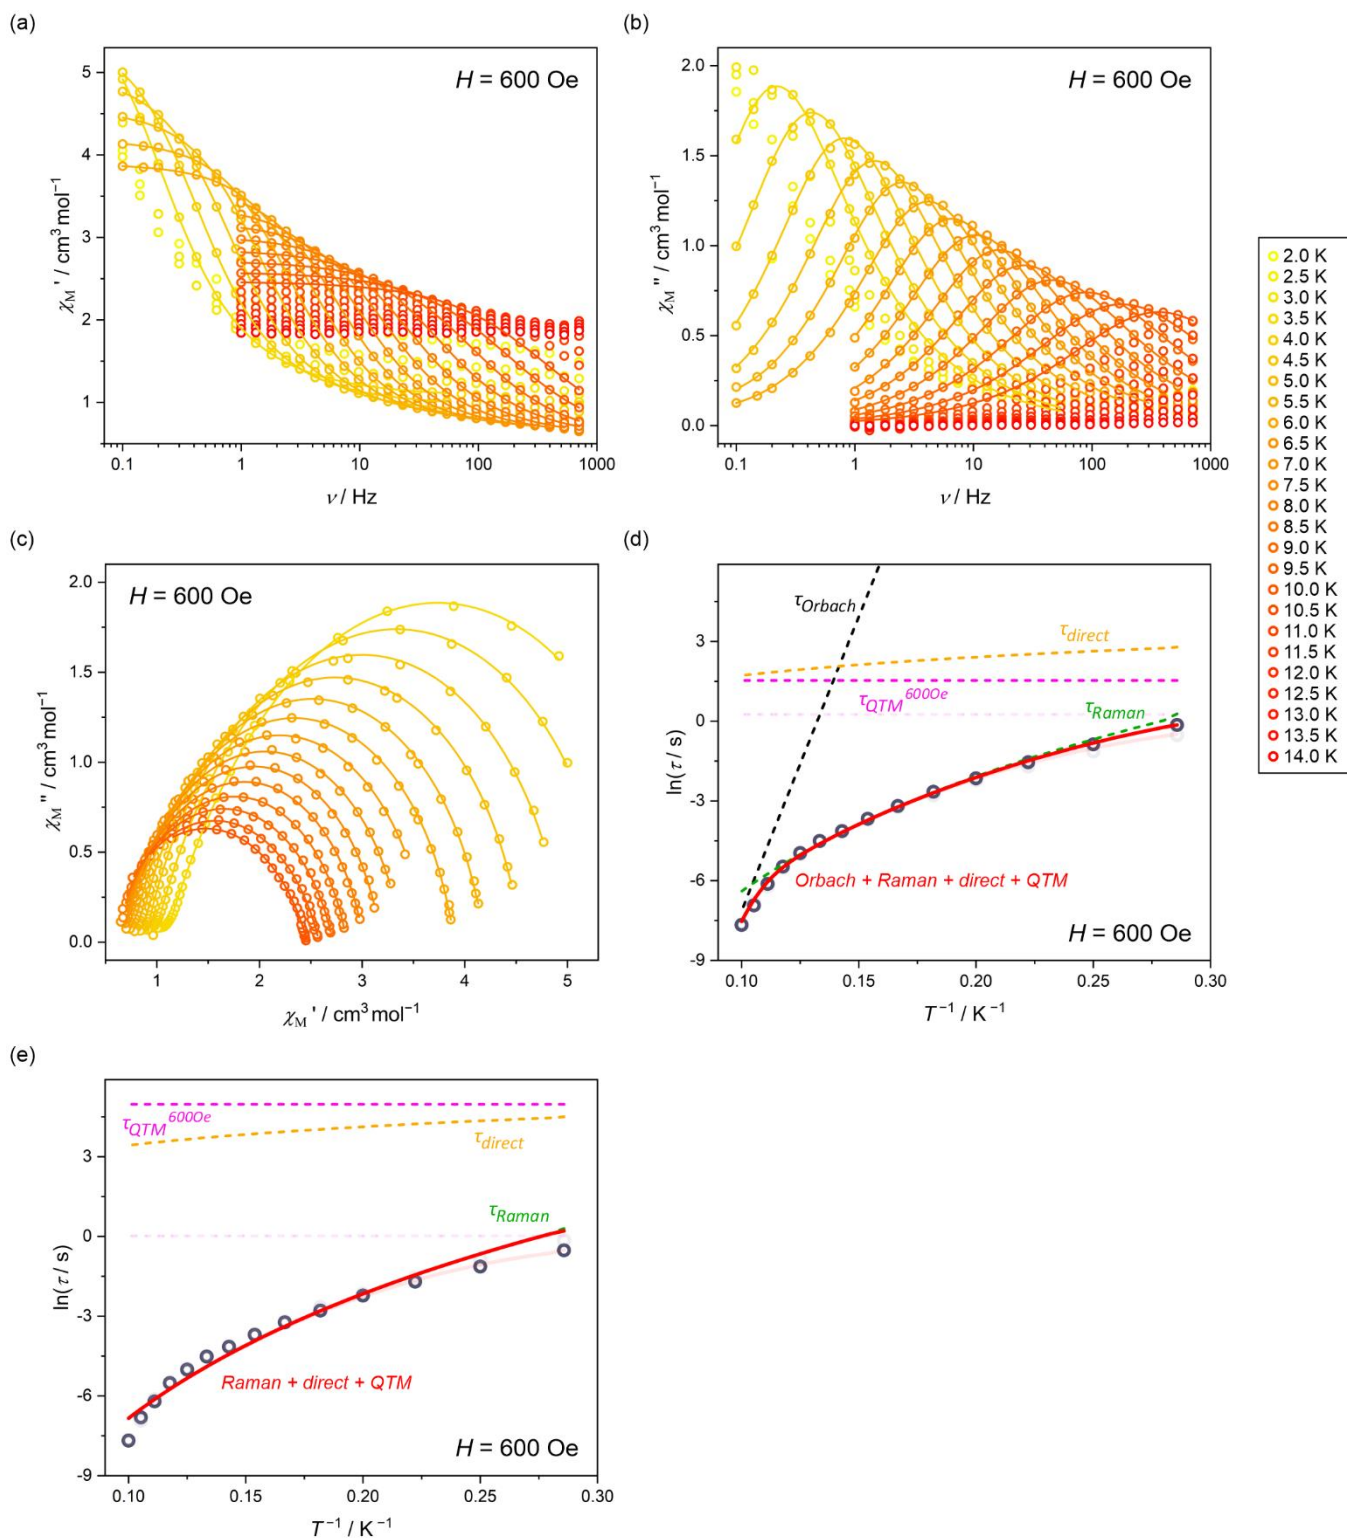 (a)
H = 600 Oe
5
4
3
2
1
χM ' / cm³ mol⁻¹
0.1 1 10 100 1000
ν / Hz
(b)
H = 600 Oe
2.0
1.5
1.0
0.5
0.0
χM '' / cm³ mol⁻¹
0.1 1 10 100 1000
ν / Hz
2.0 K
2.5 K
3.0 K
3.5 K
4.0 K
4.5 K
5.0 K
5.5 K
6.0 K
6.5 K
7.0 K
7.5 K
8.0 K
8.5 K
9.0 K
9.5 K
10.0 K
10.5 K
11.0 K
11.5 K
12.0 K
12.5 K
13.0 K
13.5 K
14.0 K
(c)
H = 600 Oe
2.0
1.5
1.0
0.5
0.0
χM '' / cm³ mol⁻¹
1 2 3 4 5
χM ' / cm³ mol⁻¹
(d)
τOrbach
τdirect
τQTM 600Oe
τRaman
Orbach + Raman + direct + QTM
H = 600 Oe
3
0
-3
-6
-9
ln(τ / s)
0.10 0.15 0.20 0.25 0.30
T⁻¹ / K⁻¹
(e)
τQTM 600Oe
τdirect
τRaman
Raman + direct + QTM
H = 600 Oe
3
0
-3
-6
-9
ln(τ / s)
0.10 0.15 0.20 0.25 0.30
T⁻¹ / K⁻¹